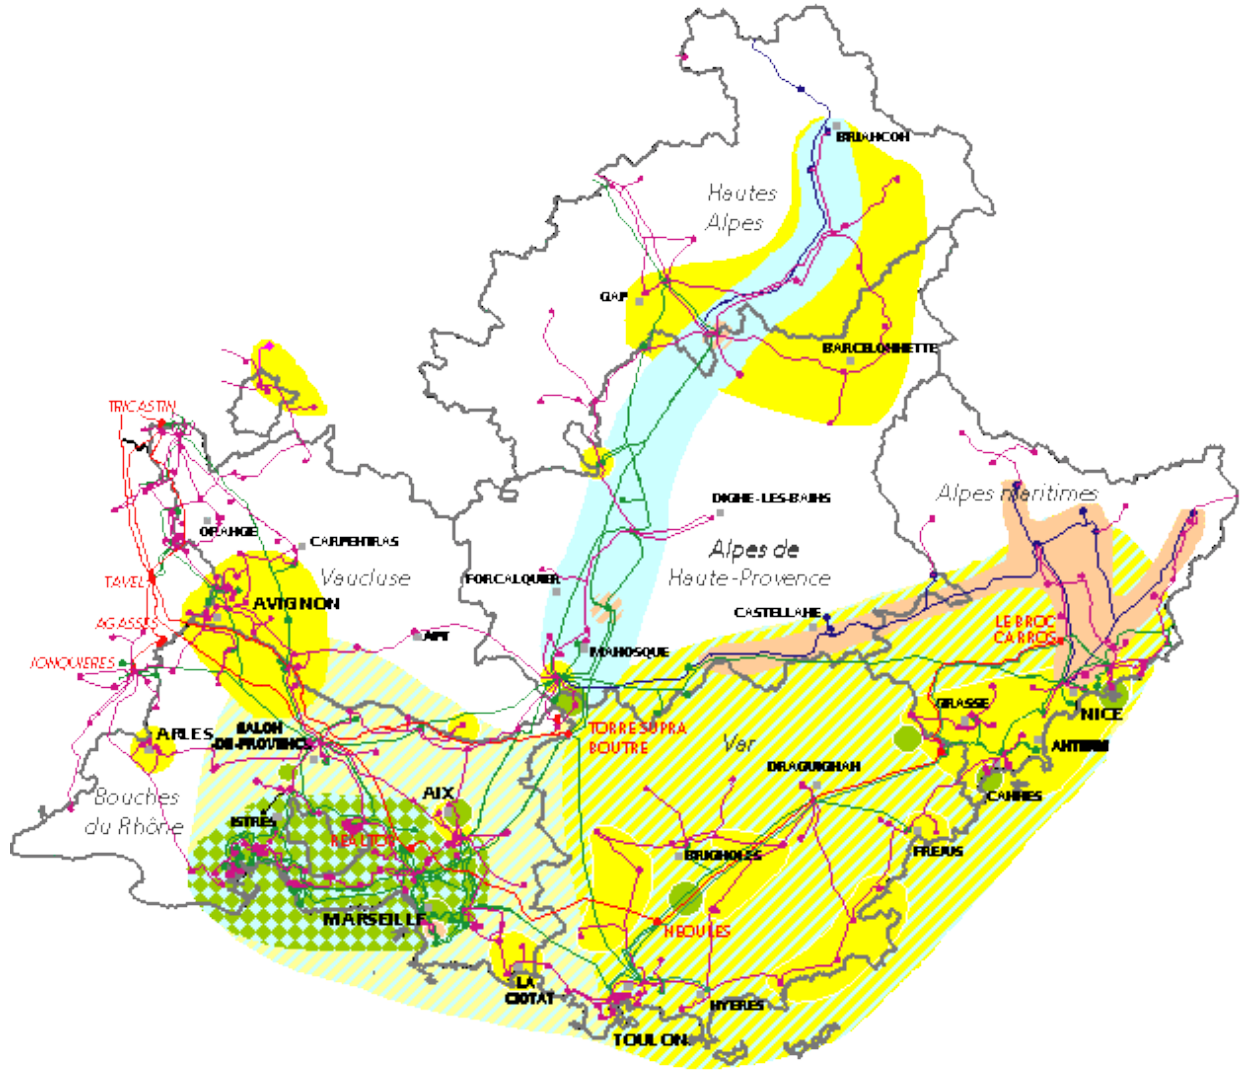 BRIANCON
Hautes
Alpes
GAP
BARCELONNETTE
TRICASTIN
ORANGE
CARPENTRAS
Vaucluse
TAVEL
AVIGNON
AGASSES
JONQUIERES
APT
DIGNE-LES-BAINS
Alpes de
Haute-Provence
FORCALQUIER
MANOSQUE
CASTELLANE
Alpes maritimes
LE BROC
CARROS
NICE
GRASSE
ANTIBES
CANNES
ARLES
SALON
-DE-PROVENCE
TORRE SUPRA
BOUTRE
Var
DRAGUIGNAN
Bouches
du Rhône
ISTRES
AIX
REALTOR
BRIGNOLES
FREJUS
MARSEILLE
NEOULES
LA
CIOTAT
HYERES
TOULON